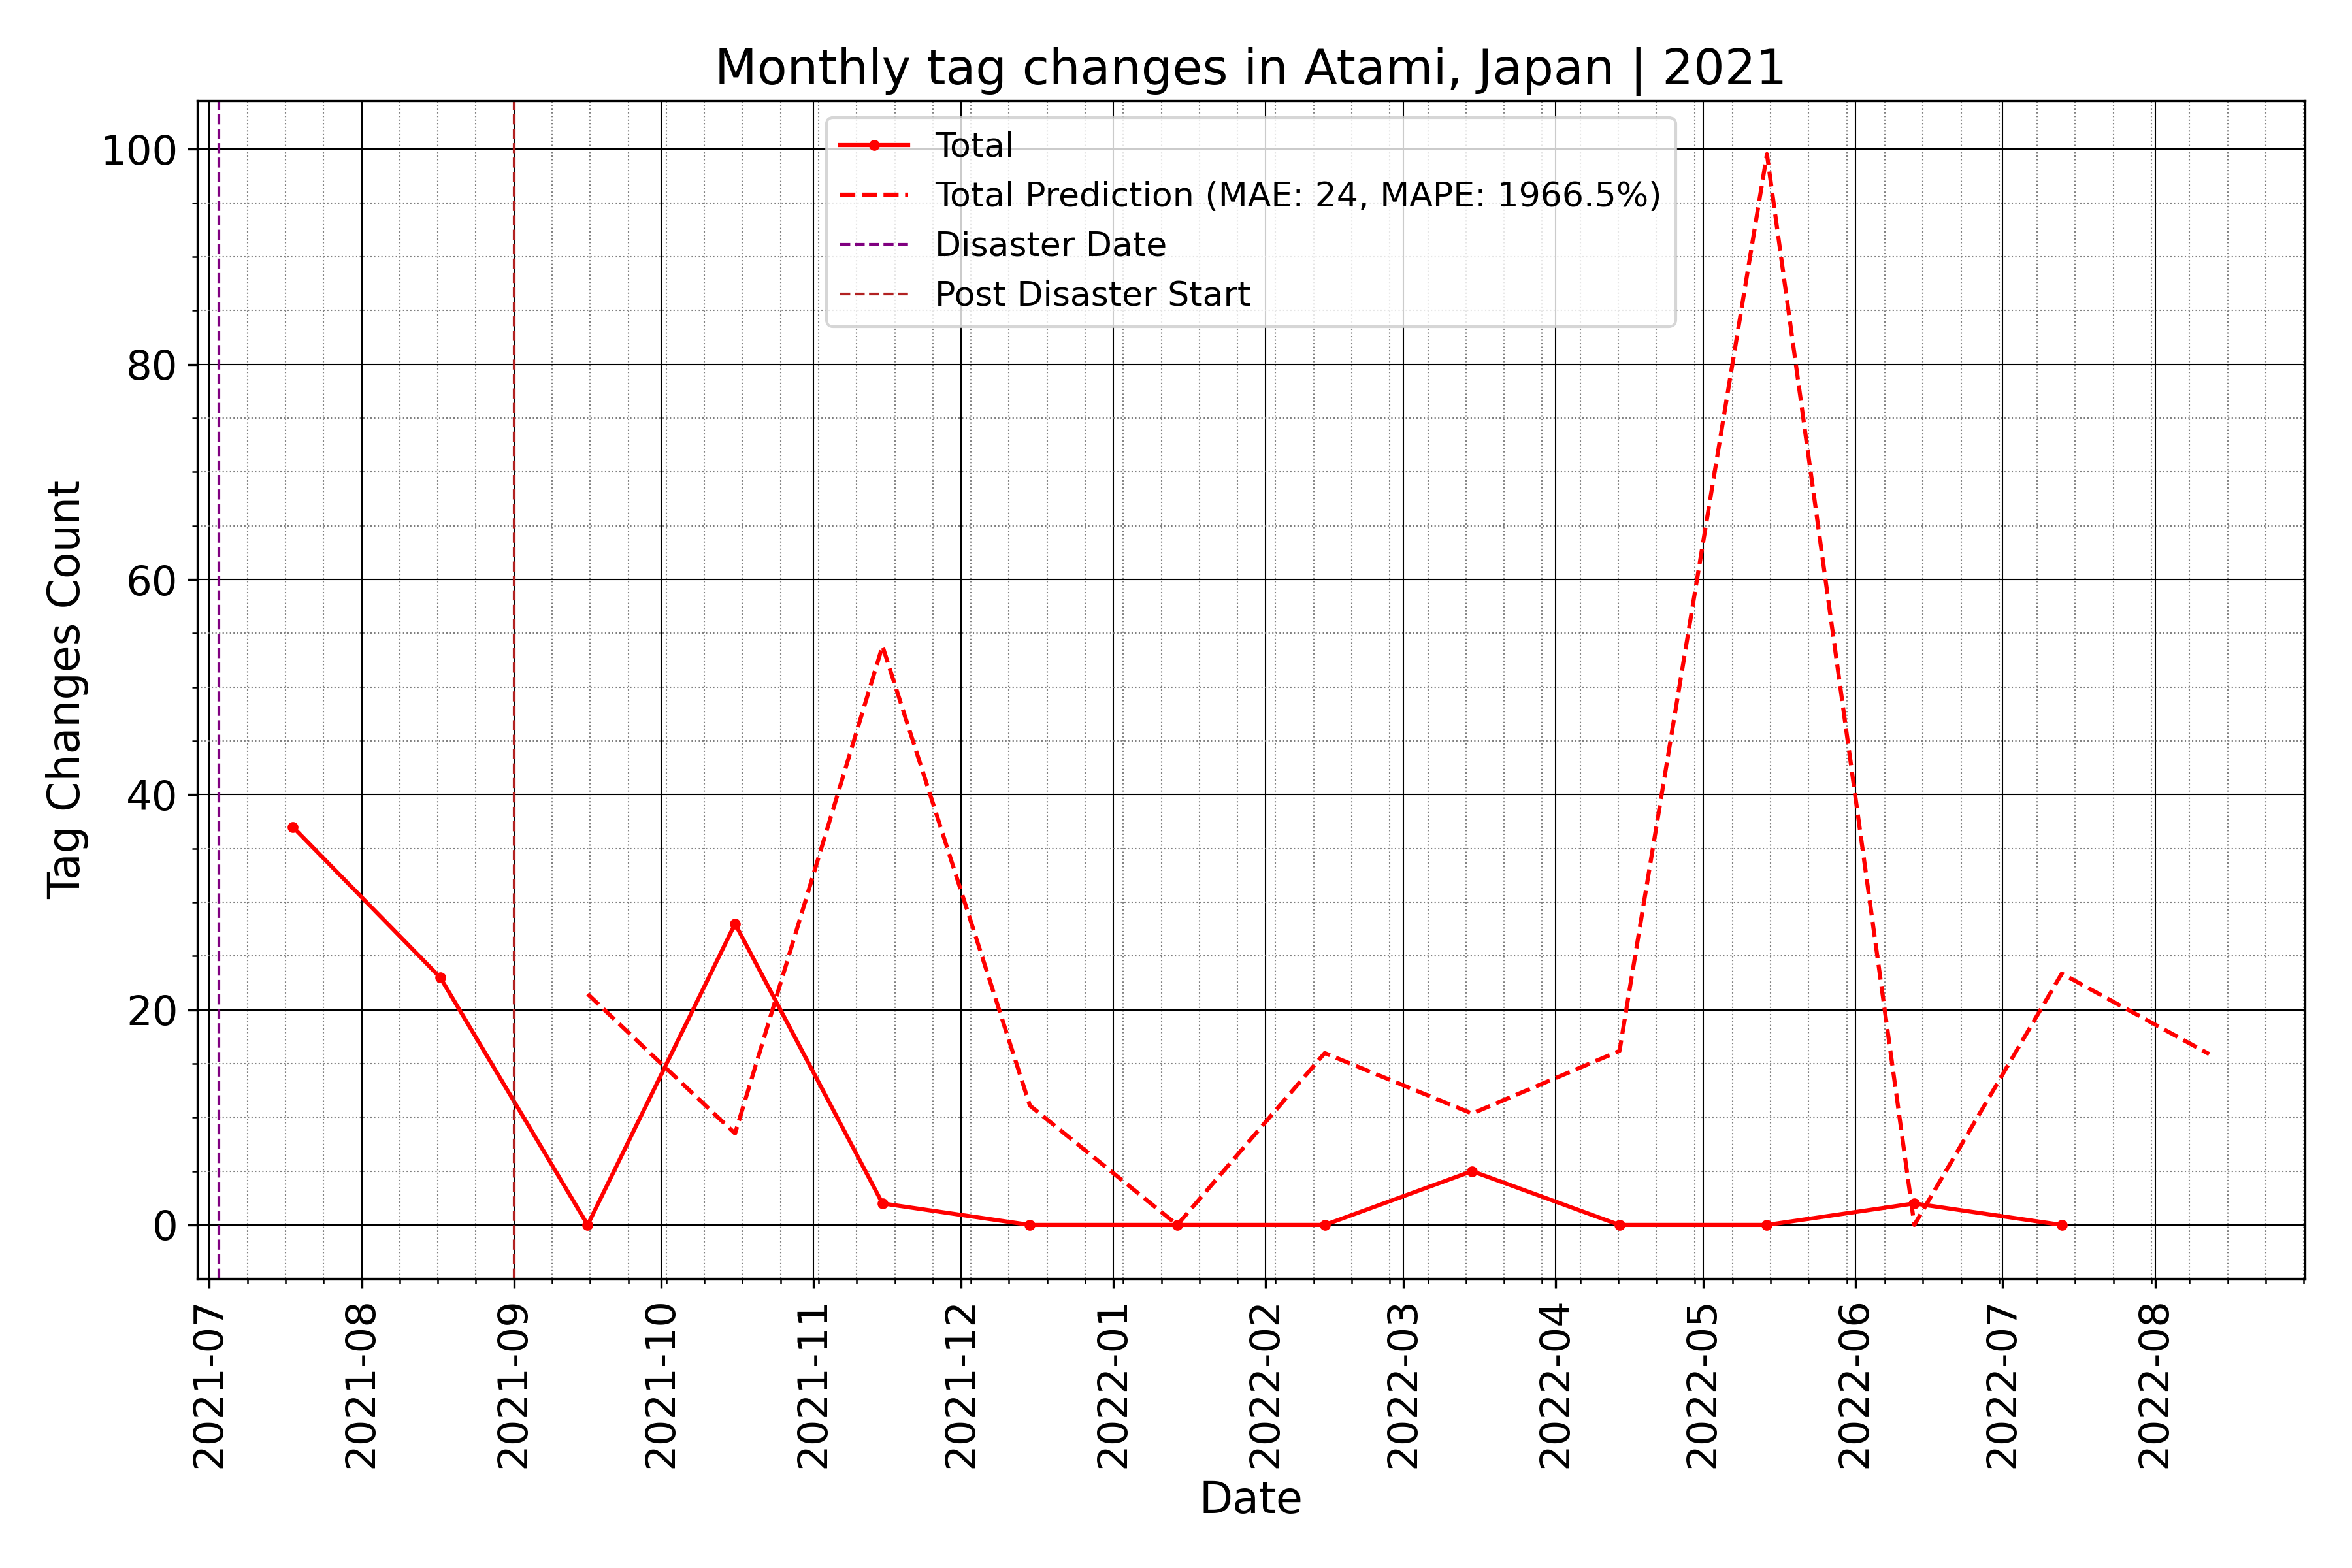 Monthly tag changes in Atami, Japan | 2021
Total
Total Prediction (MAE: 24, MAPE: 1966.5%)
Disaster Date
Post Disaster Start
Tag Changes Count
100
80
60
40
20
0
2021-07
2021-08
2021-09
2021-10
2021-11
2021-12
2022-01
2022-02
2022-03
2022-04
2022-05
2022-06
2022-07
2022-08
Date